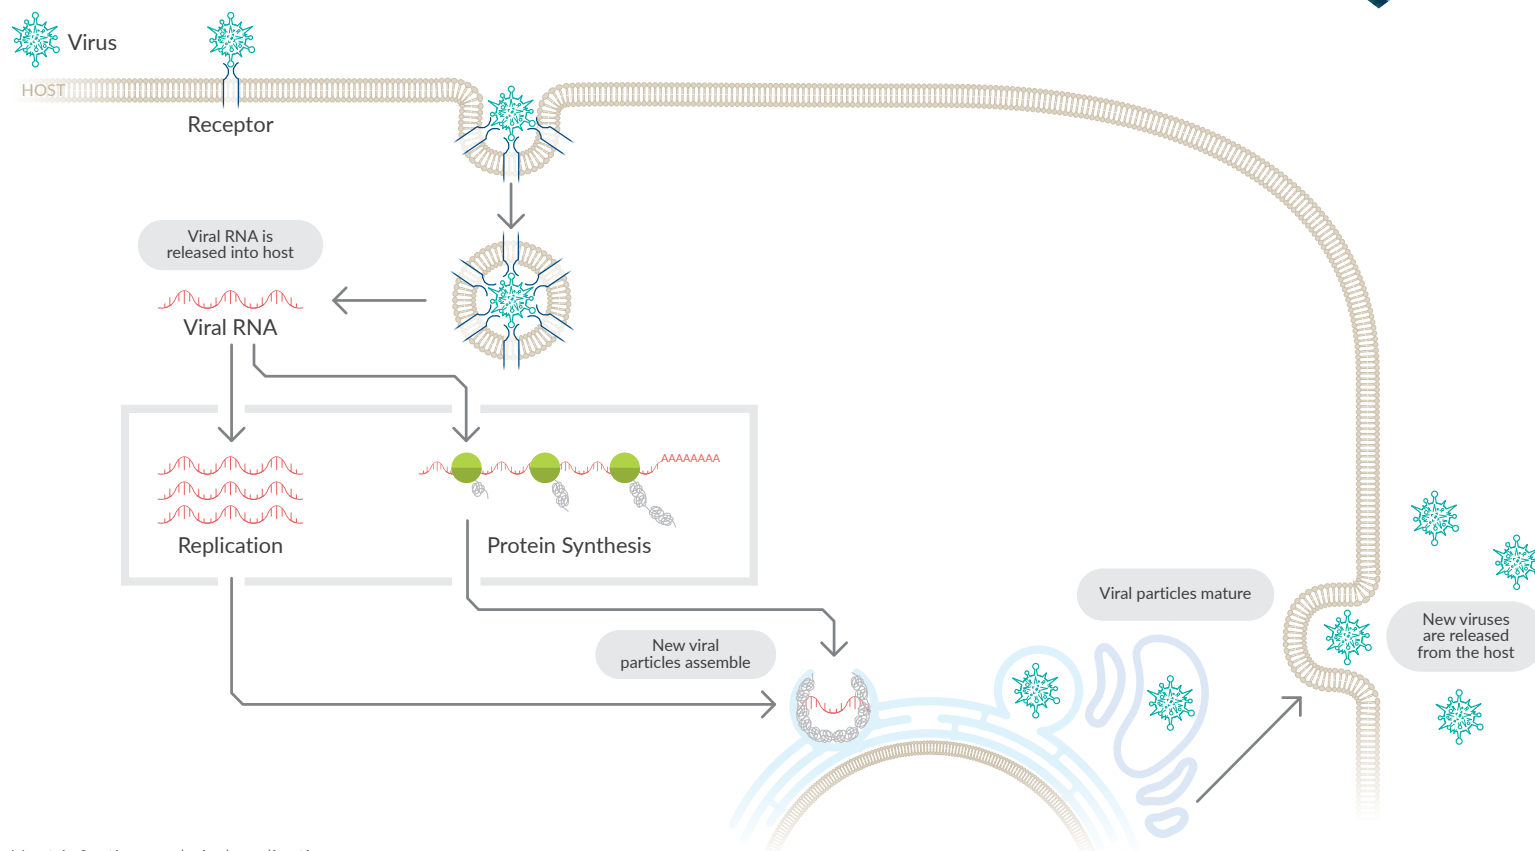 Virus
HOST
Receptor
Viral RNA is
released into host
Viral RNA
AAAAAAAA
Replication
Protein Synthesis
Viral particles mature
New viruses
are released
from the host
New viral
particles assemble